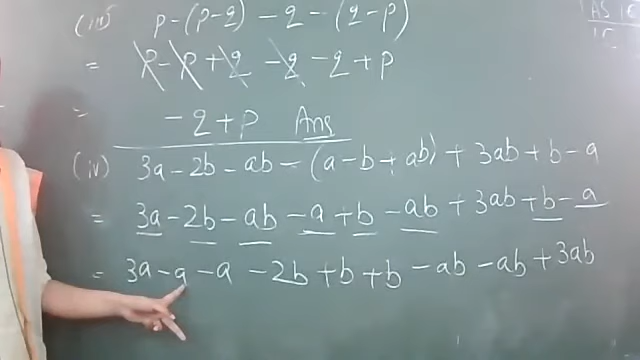 (iii) p-(p-q) - q - (q-p)
= p - p + q - q - q + p
= - q + p Ans
(iv) 3a - 2b - ab - (a - b + ab) + 3ab + b - a
= 3a - 2b - ab - a + b - ab + 3ab + b - a
= 3a - a - a - 2b + b + b - ab - ab + 3ab